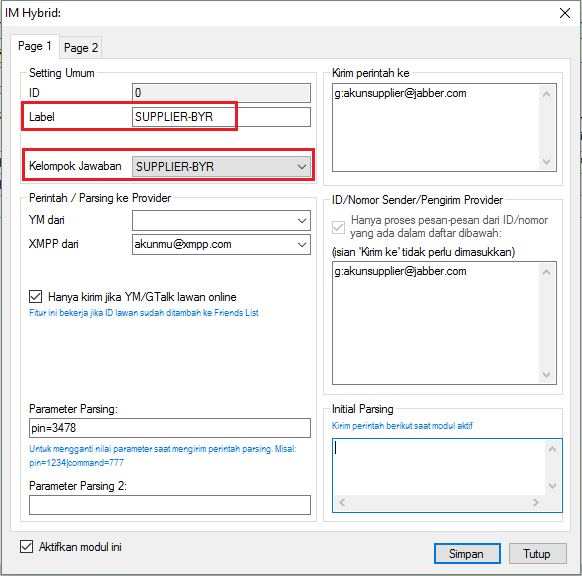 IM Hybrid:
Page 1
Page 2
Setting Umum
ID
0
Label
SUPPLIER-BYR
Kelompok Jawaban
SUPPLIER-BYR
Perintah / Parsing ke Provider
YM dari
XMPP dari
akunmu@xmpp.com
Hanya kirim jika YM/GTalk lawan online
Fitur ini bekerja jika ID lawan sudah ditambah ke Friends List
Parameter Parsing:
pin=3478
Untuk mengganti nilai parameter saat mengirim perintah parsing. Misal:
pin=1234|command=777
Parameter Parsing 2:
Kirim perintah ke
g:akunsupplier@jabber.com
ID/Nomor Sender/Pengirim Provider
Hanya proses pesan-pesan dari ID/nomor
yang ada dalam daftar dibawah:
(isian 'Kirim ke' tidak perlu dimasukkan)
g:akunsupplier@jabber.com
Initial Parsing
Kirim perintah berikut saat modul aktif
Aktifkan modul ini
Simpan
Tutup